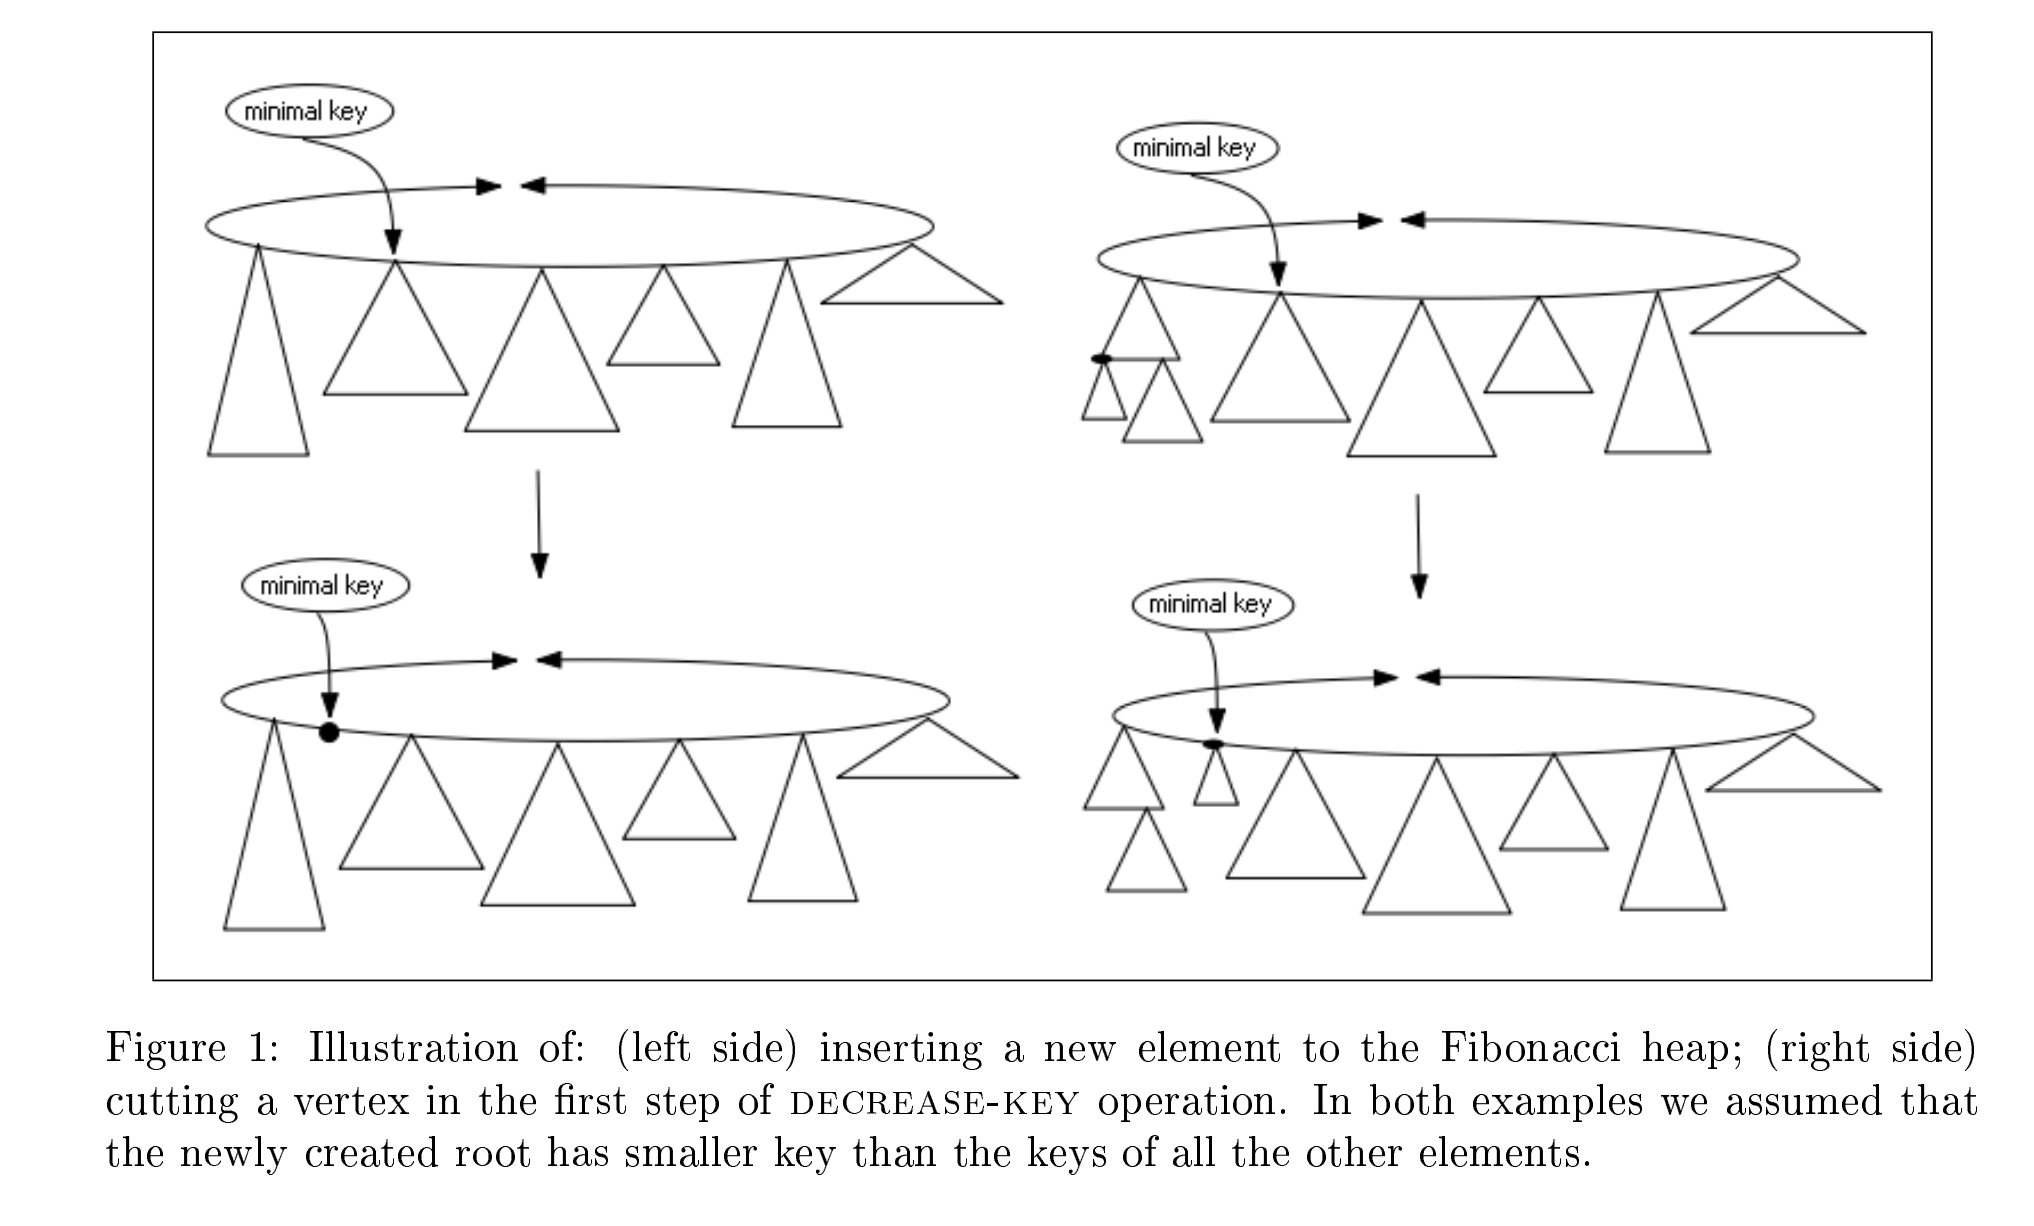 minimal key
minimal key
minimal key
minimal key
Figure 1: Illustration of: (left side) inserting a new element to the Fibonacci heap; (right side)
cutting a vertex in the first step of DECREASE-KEY operation. In both examples we assumed that
the newly created root has smaller key than the keys of all the other elements.